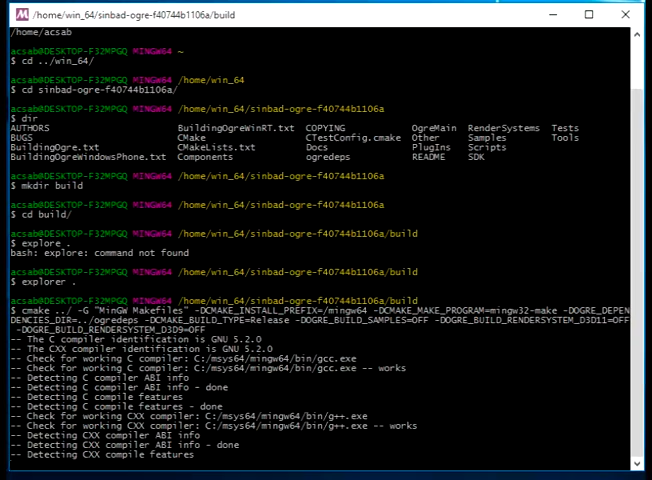 /home/win_64/sinbad-ogre-f40744b1106a/build
/home/acsab
acsab@DESKTOP-F32MPGQ MINGW64 ~
$ cd ../win_64/
acsab@DESKTOP-F32MPGQ MINGW64 /home/win_64
$ cd sinbad-ogre-f40744b1106a/
acsab@DESKTOP-F32MPGQ MINGW64 /home/win_64/sinbad-ogre-f40744b1106a
$ dir
AUTHORS BuildingOgreWinRT.txt COPYING OgreMain RenderSystems Tests
BUGS CMake CTestConfig.cmake Other Samples Tools
BuildingOgre.txt CMakeLists.txt Docs PlugIns Scripts
BuildingOgreWindowsPhone.txt Components ogredeps README SDK
acsab@DESKTOP-F32MPGQ MINGW64 /home/win_64/sinbad-ogre-f40744b1106a
$ mkdir build
acsab@DESKTOP-F32MPGQ MINGW64 /home/win_64/sinbad-ogre-f40744b1106a
$ cd build/
acsab@DESKTOP-F32MPGQ MINGW64 /home/win_64/sinbad-ogre-f40744b1106a/build
$ explore .
bash: explore: command not found
acsab@DESKTOP-F32MPGQ MINGW64 /home/win_64/sinbad-ogre-f40744b1106a/build
$ explorer .
acsab@DESKTOP-F32MPGQ MINGW64 /home/win_64/sinbad-ogre-f40744b1106a/build
$ cmake ../ -G "MinGW Makefiles" -DCMAKE_INSTALL_PREFIX=/mingw64 -DCMAKE_MAKE_PROGRAM=mingw32-make -DOGRE_DEPEN
DENCIES_DIR=../ogredeps -DCMAKE_BUILD_TYPE=Release -DOGRE_BUILD_SAMPLES=OFF -DOGRE_BUILD_RENDERSYSTEM_D3D11=OFF
-DOGRE_BUILD_RENDERSYSTEM_D3D9=OFF
-- The C compiler identification is GNU 5.2.0
-- The CXX compiler identification is GNU 5.2.0
-- Check for working C compiler: C:/msys64/mingw64/bin/gcc.exe
-- Check for working C compiler: C:/msys64/mingw64/bin/gcc.exe -- works
-- Detecting C compiler ABI info
-- Detecting C compiler ABI info - done
-- Detecting C compile features
-- Detecting C compile features - done
-- Check for working CXX compiler: C:/msys64/mingw64/bin/g++.exe
-- Check for working CXX compiler: C:/msys64/mingw64/bin/g++.exe -- works
-- Detecting CXX compiler ABI info
-- Detecting CXX compiler ABI info - done
-- Detecting CXX compile features